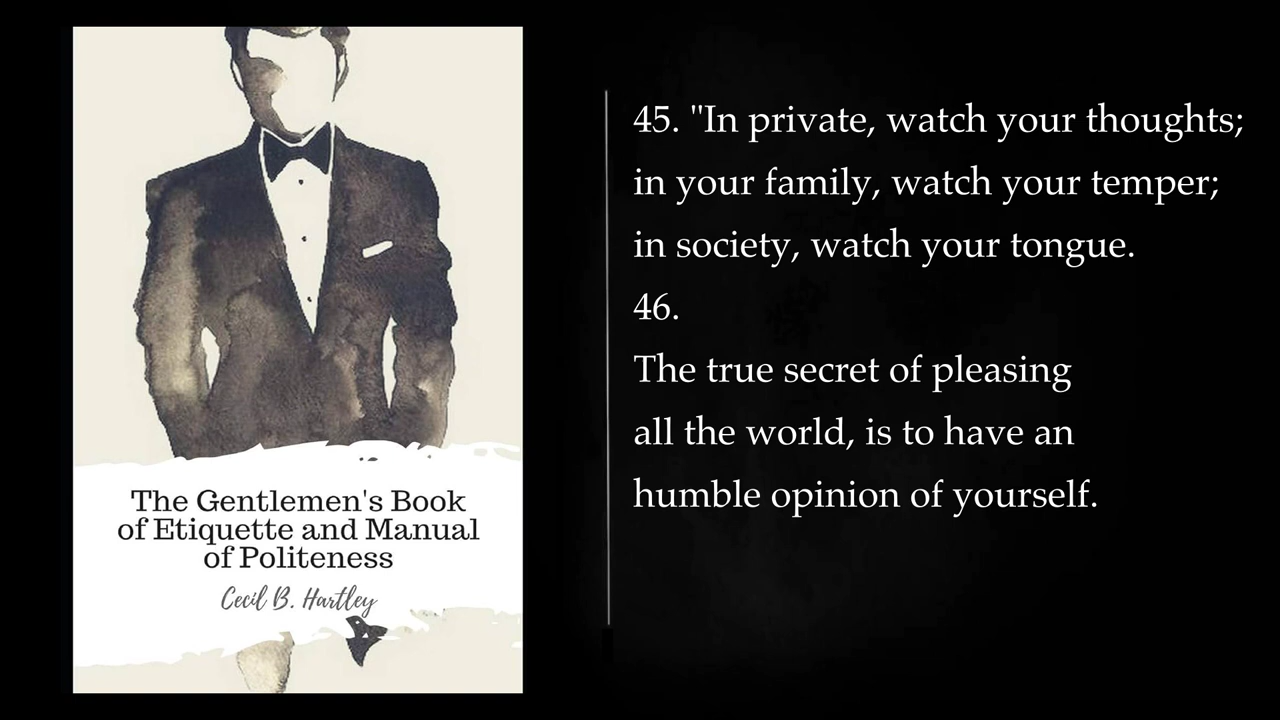 The Gentlemen's Book
of Etiquette and Manual
of Politeness
Cecil B. Hartley
45. "In private, watch your thoughts;
in your family, watch your temper;
in society, watch your tongue.
46.
The true secret of pleasing
all the world, is to have an
humble opinion of yourself.